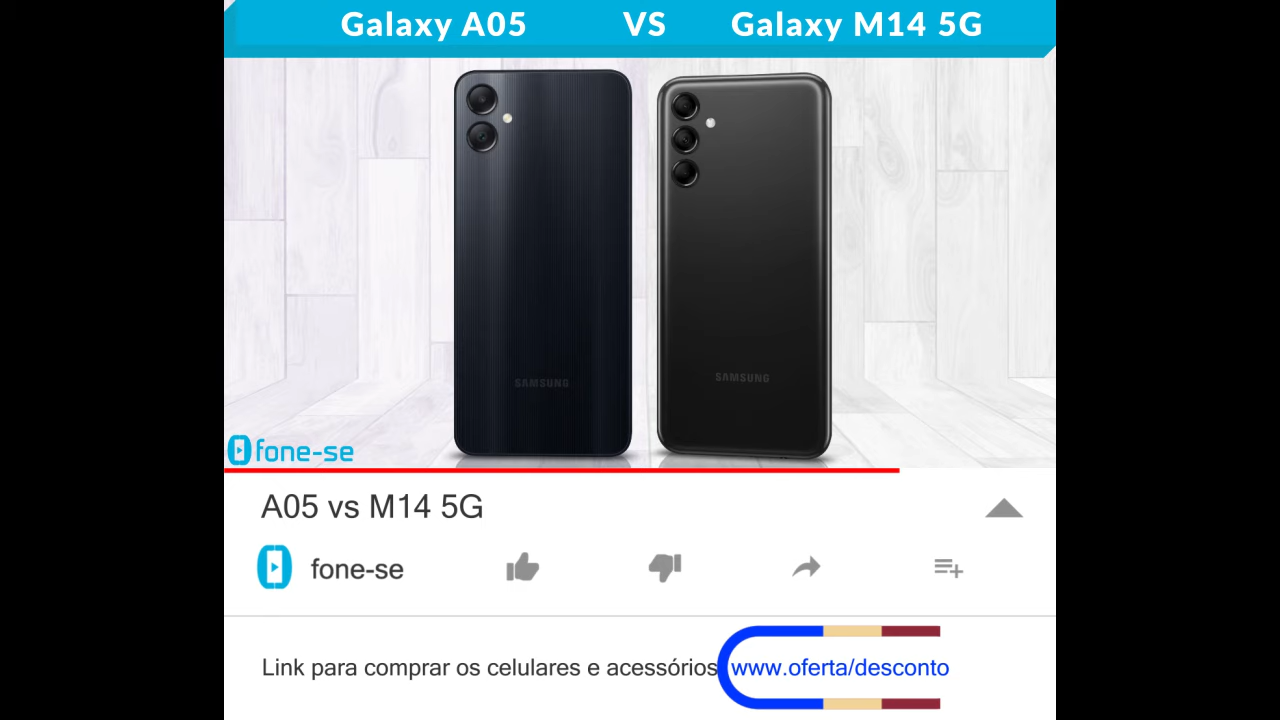 Galaxy A05 VS Galaxy M14 5G
SAMSUNG
SAMSUNG
fone-se
A05 vs M14 5G
fone-se
Link para comprar os celulares e acessórios www.oferta/desconto